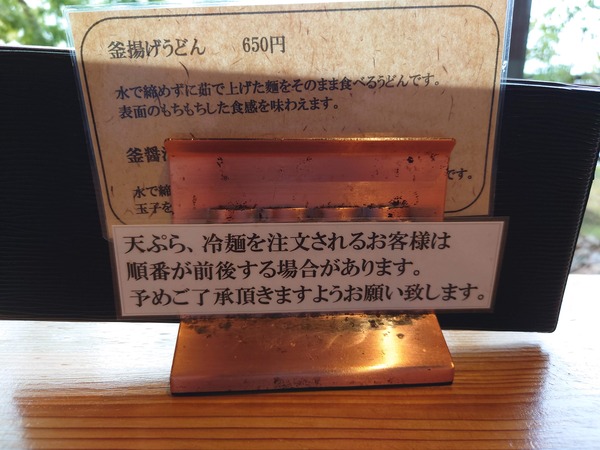 釜揚げうどん　　650円
水で締めずに茹で上げた麺をそのまま食べるうどんです。
表面のもちもちした食感を味わえます。
釜醤
です。
水で締
玉子を
天ぷら、冷麺を注文されるお客様は
順番が前後する場合があります。
予めご了承頂きますようお願い致します。